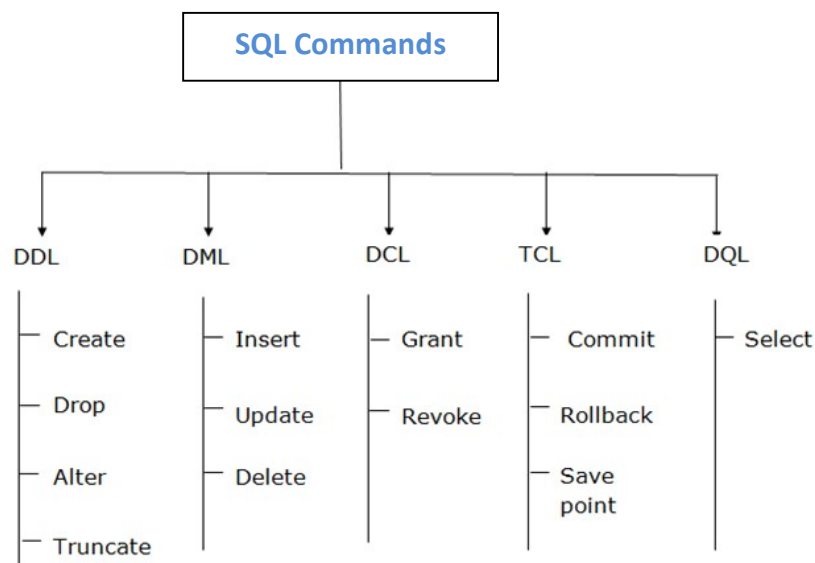 SQL Commands
DDL
DML
DCL
TCL
DQL
Create
Drop
Alter
Truncate
Insert
Update
Delete
Grant
Revoke
Commit
Rollback
Save
point
Select